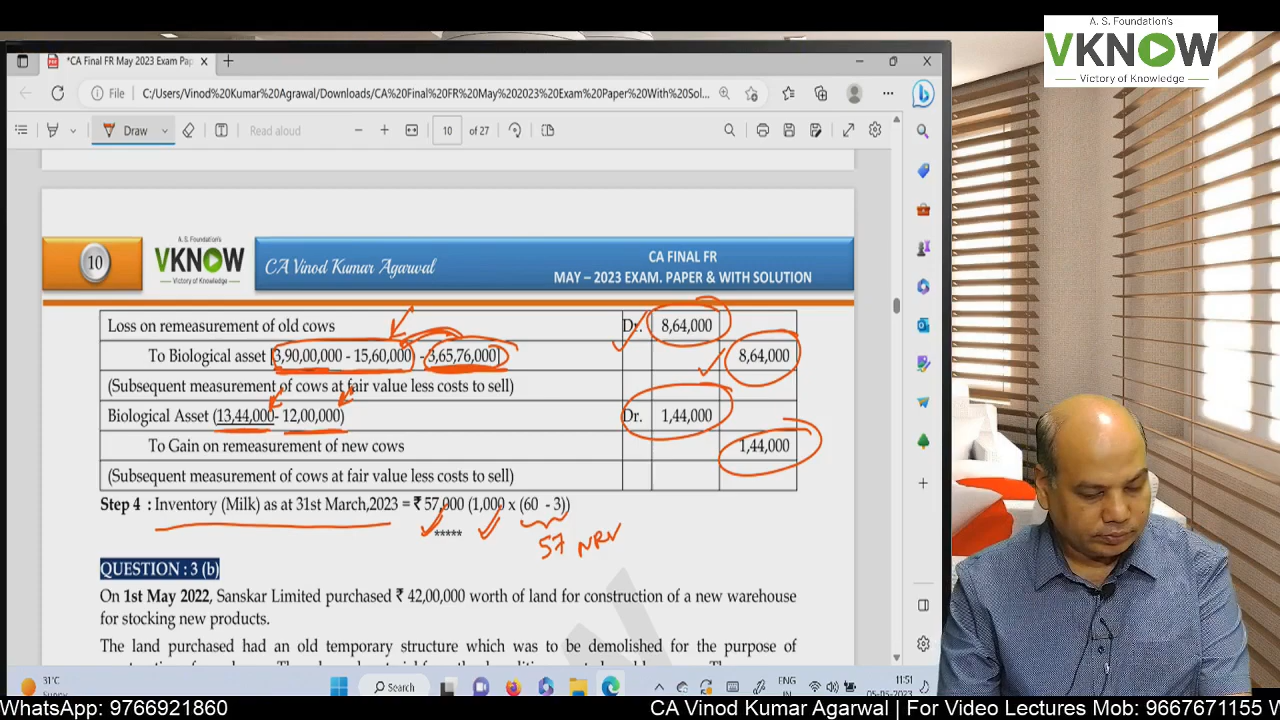 A. S. Foundation's
VKNOW
Victory of Knowledge
*CA Final FR May 2023 Exam Pap
File C:/Users/Vinod%20Kumar%20Agrawal/Downloads/CA%20Final%20FR%20May%202023%20Exam%20Paper%20With%20Sol...
Draw Read aloud 10 of 27
10
A. S. Foundation's
VKNOW
Victory of Knowledge
CA Vinod Kumar Agarwal
CA FINAL FR
MAY – 2023 EXAM. PAPER & WITH SOLUTION
Loss on remeasurement of old cows Dr. 8,64,000
To Biological asset [3,90,00,000 - 15,60,000) - 3,65,76,000] 8,64,000
(Subsequent measurement of cows at fair value less costs to sell)
Biological Asset (13,44,000- 12,00,000) Dr. 1,44,000
To Gain on remeasurement of new cows 1,44,000
(Subsequent measurement of cows at fair value less costs to sell)
Step 4 : Inventory (Milk) as at 31st March,2023 = ₹ 57,000 (1,000 x (60 - 3))
*****
57 NRV
QUESTION : 3 (b)
On 1st May 2022, Sanskar Limited purchased ₹ 42,00,000 worth of land for construction of a new warehouse
for stocking new products.
The land purchased had an old temporary structure which was to be demolished for the purpose of
31°C
Sunny
Search
ENG
IN
11:51
05-05-2023
WhatsApp: 9766921860
CA Vinod Kumar Agarwal | For Video Lectures Mob: 9667671155 W